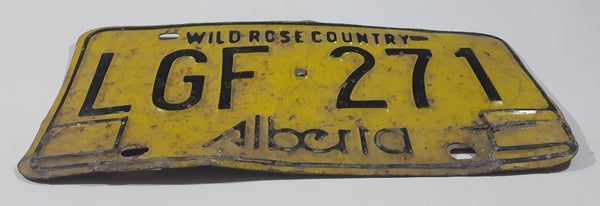 WILD ROSE COUNTRY
LGF 271
Alberta